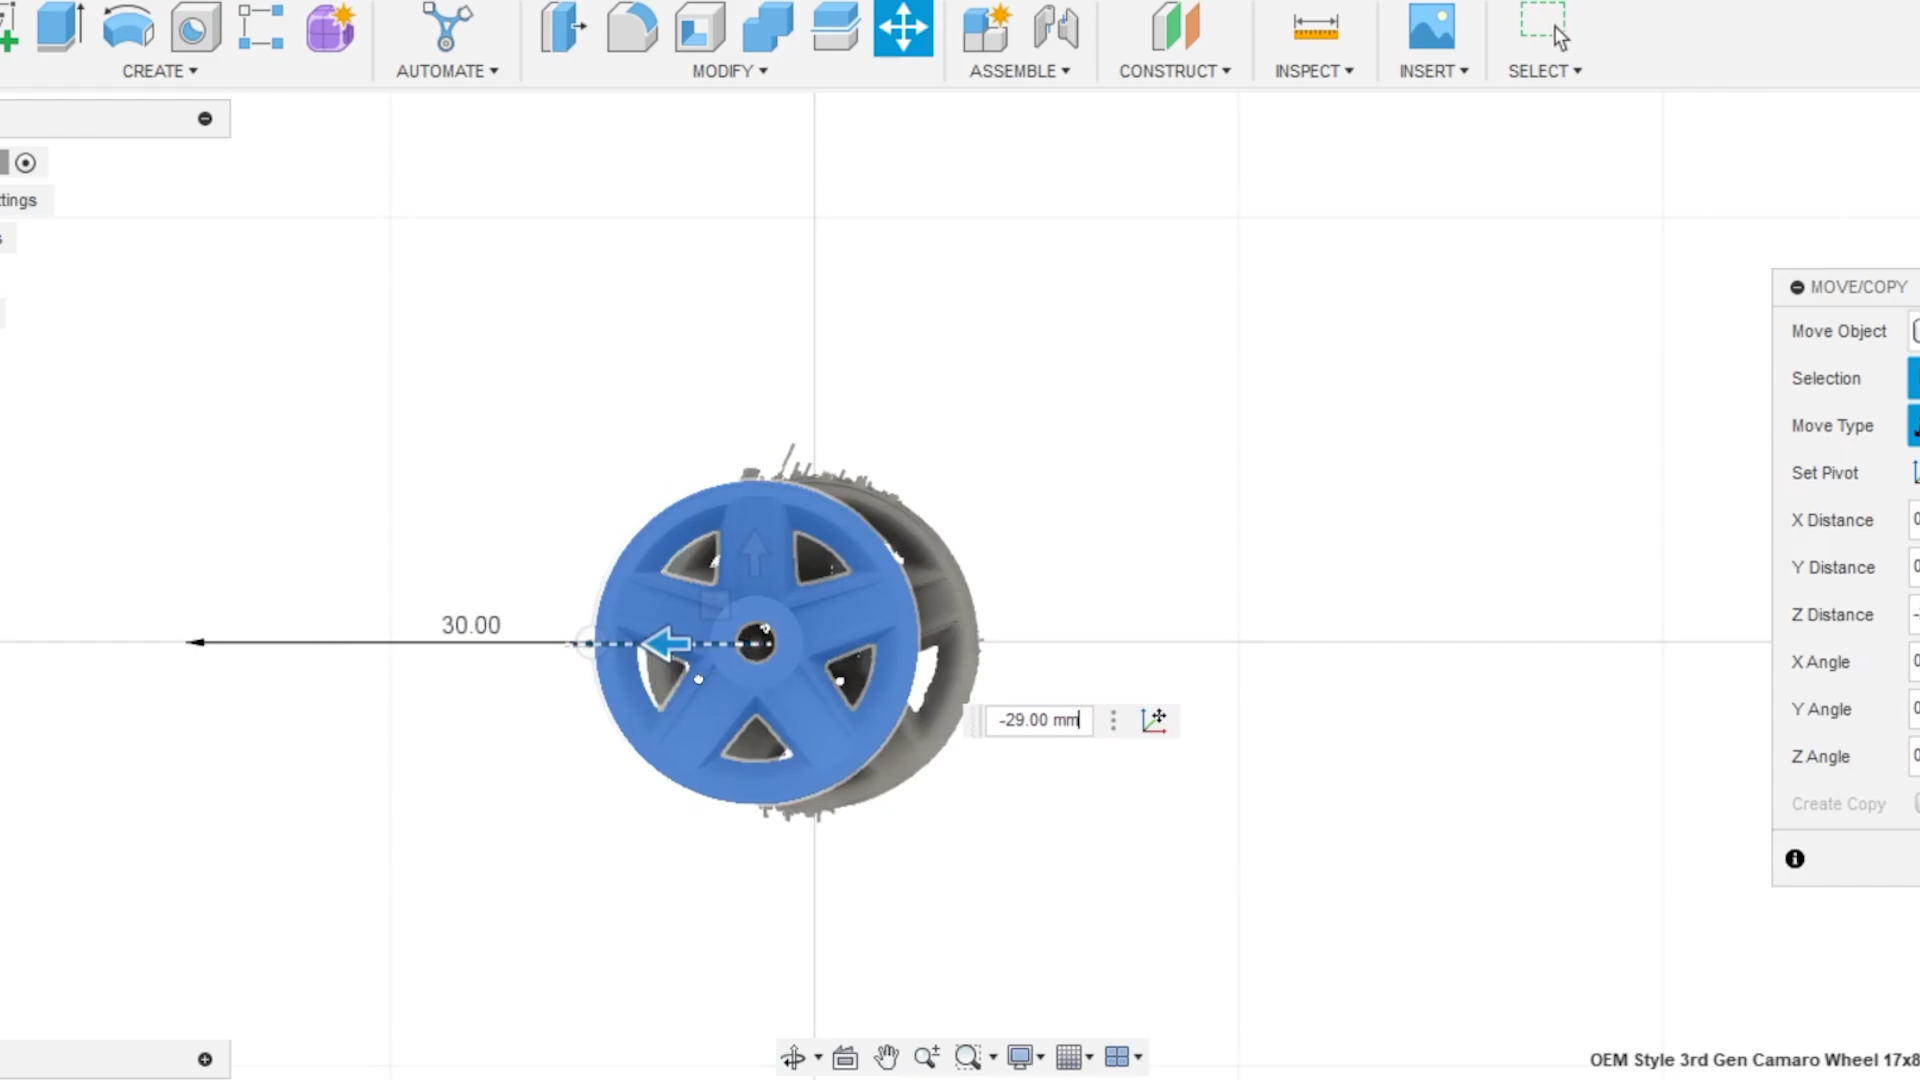 CREATE
AUTOMATE
MODIFY
ASSEMBLE
CONSTRUCT
INSPECT
INSERT
SELECT
ttings
s
MOVE/COPY
Move Object
Selection
Move Type
Set Pivot
X Distance
Y Distance
Z Distance
X Angle
Y Angle
Z Angle
Create Copy
30.00
-29.00 mm
OEM Style 3rd Gen Camaro Wheel 17x8